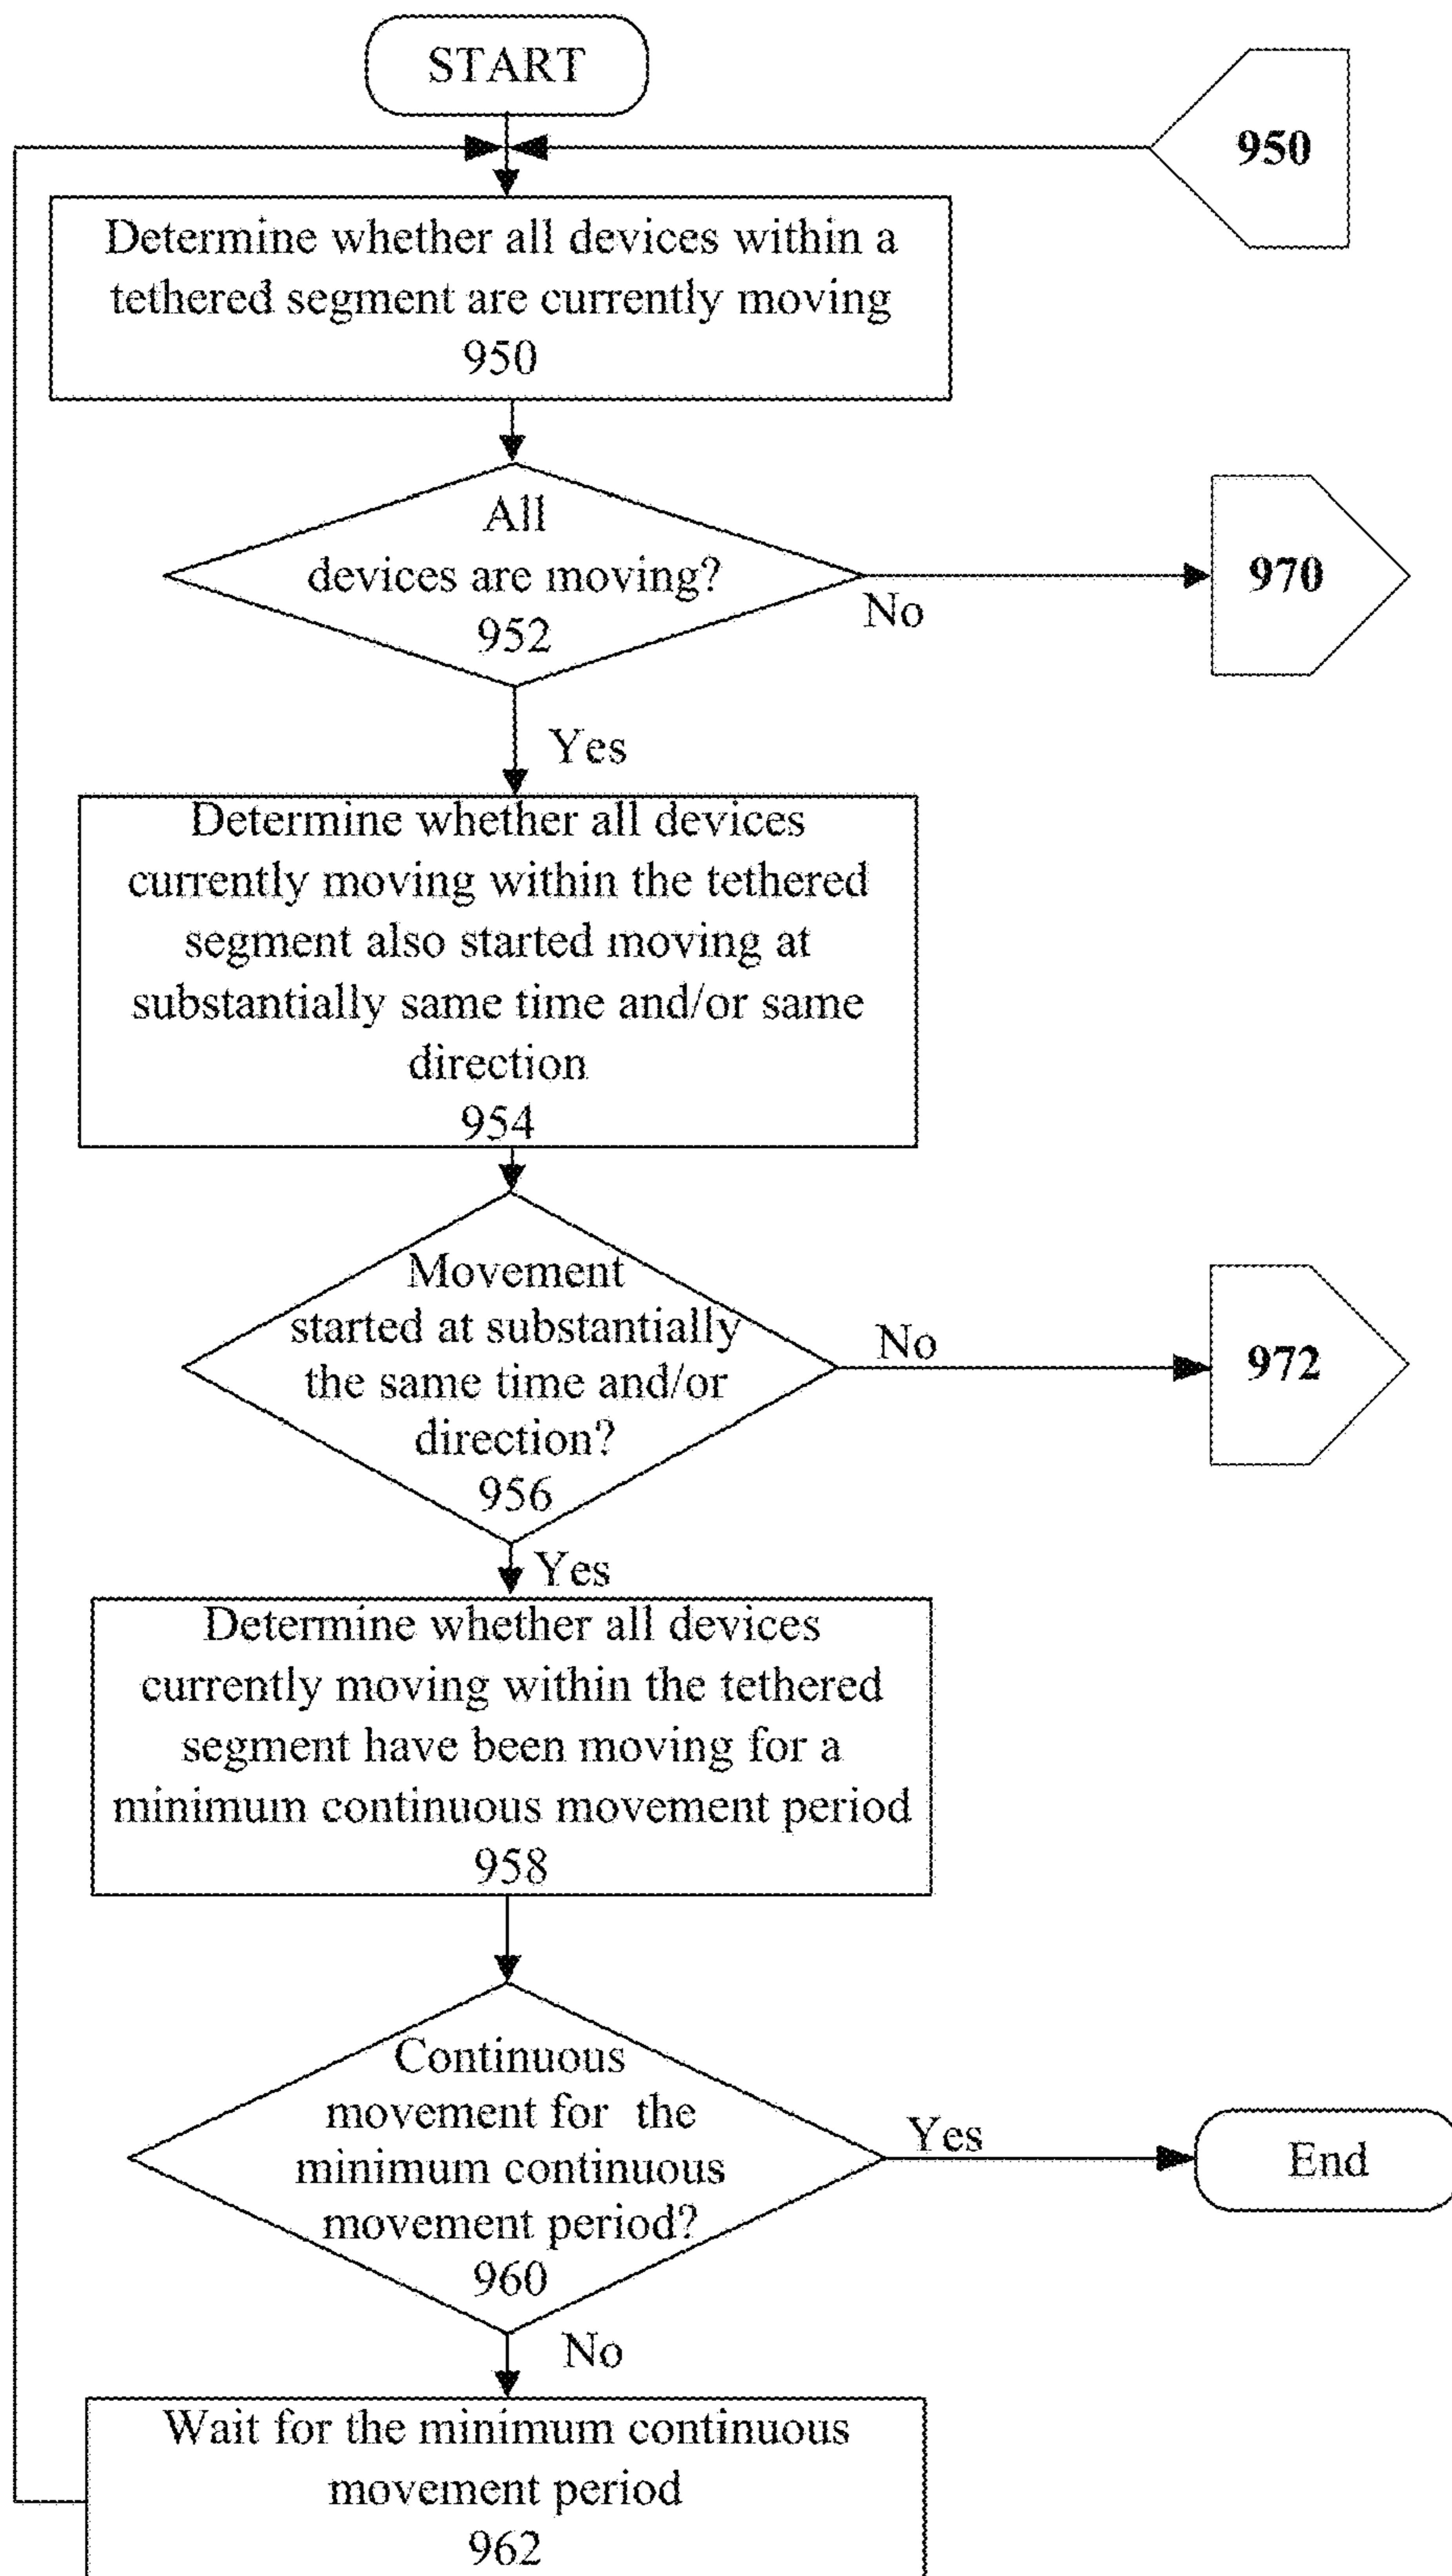 START
950
Determine whether all devices within a
tethered segment are currently moving
950
All
devices are moving?
952
No
970
Yes
Determine whether all devices
currently moving within the tethered
segment also started moving at
substantially same time and/or same
direction
954
Movement
started at substantially
the same time and/or
direction?
956
No
972
Yes
Determine whether all devices
currently moving within the tethered
segment have been moving for a
minimum continuous movement period
958
Continuous
movement for the
minimum continuous
movement period?
960
Yes
End
No
Wait for the minimum continuous
movement period
962